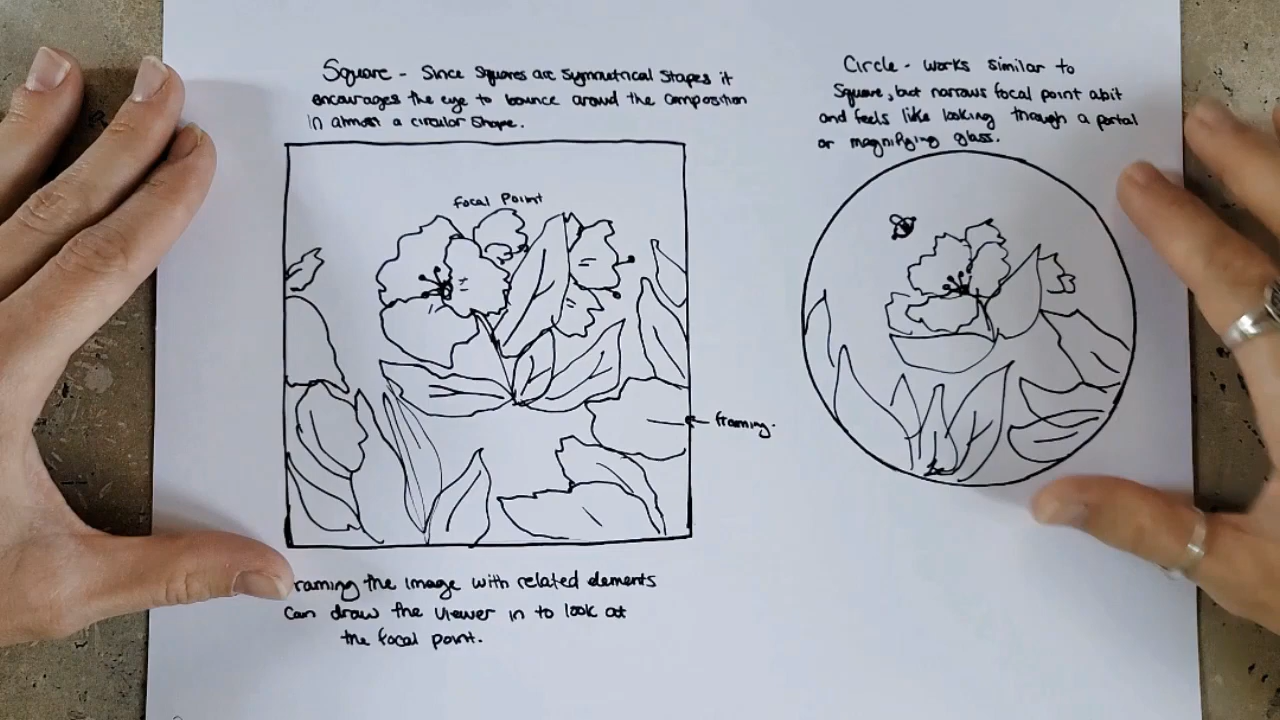 Square - Since Squares are Symmetrical Shapes it
encourages the eye to bounce around the composition
in almost a circular shape.
Focal Point
framing.
raming the image with related elements
can draw the viewer in to look at
the focal point.
Circle - works similar to
Square, but narrows focal point abit
and feels like looking through a portal
or magnifying glass.